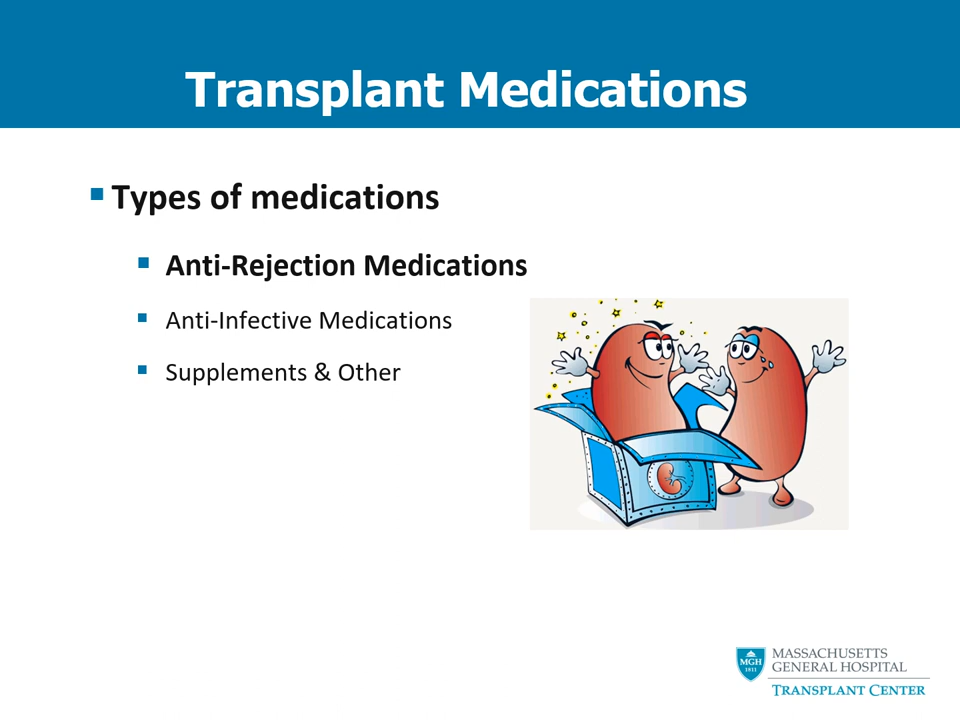 Transplant Medications
Types of medications
Anti-Rejection Medications
Anti-Infective Medications
Supplements & Other
MGH
1811
MASSACHUSETTS
GENERAL HOSPITAL
TRANSPLANT CENTER